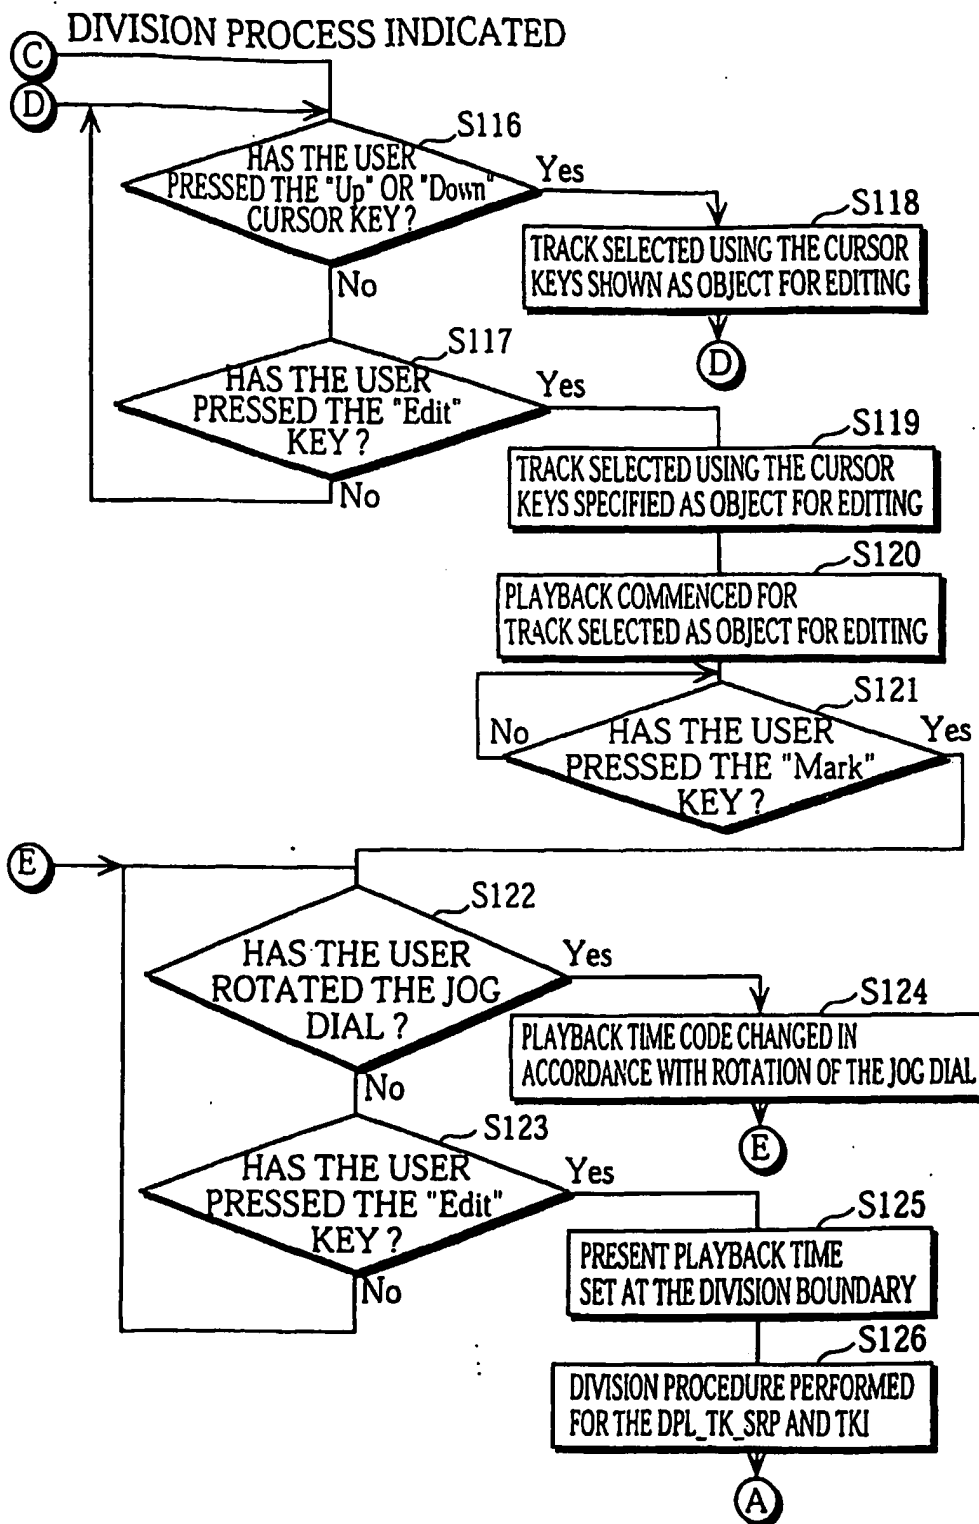 DIVISION PROCESS INDICATED
C
D
S116
HAS THE USER
PRESSED THE "Up" OR "Down"
CURSOR KEY ?
Yes
No
S118
TRACK SELECTED USING THE CURSOR
KEYS SHOWN AS OBJECT FOR EDITING
D
S117
HAS THE USER
PRESSED THE "Edit"
KEY ?
Yes
No
S119
TRACK SELECTED USING THE CURSOR
KEYS SPECIFIED AS OBJECT FOR EDITING
S120
PLAYBACK COMMENCED FOR
TRACK SELECTED AS OBJECT FOR EDITING
S121
No
HAS THE USER
PRESSED THE "Mark"
KEY ?
Yes
E
S122
HAS THE USER
ROTATED THE JOG
DIAL ?
Yes
No
S124
PLAYBACK TIME CODE CHANGED IN
ACCORDANCE WITH ROTATION OF THE JOG DIAL
E
S123
HAS THE USER
PRESSED THE "Edit"
KEY ?
Yes
No
S125
PRESENT PLAYBACK TIME
SET AT THE DIVISION BOUNDARY
S126
DIVISION PROCEDURE PERFORMED
FOR THE DPL_TK_SRP AND TKI
A